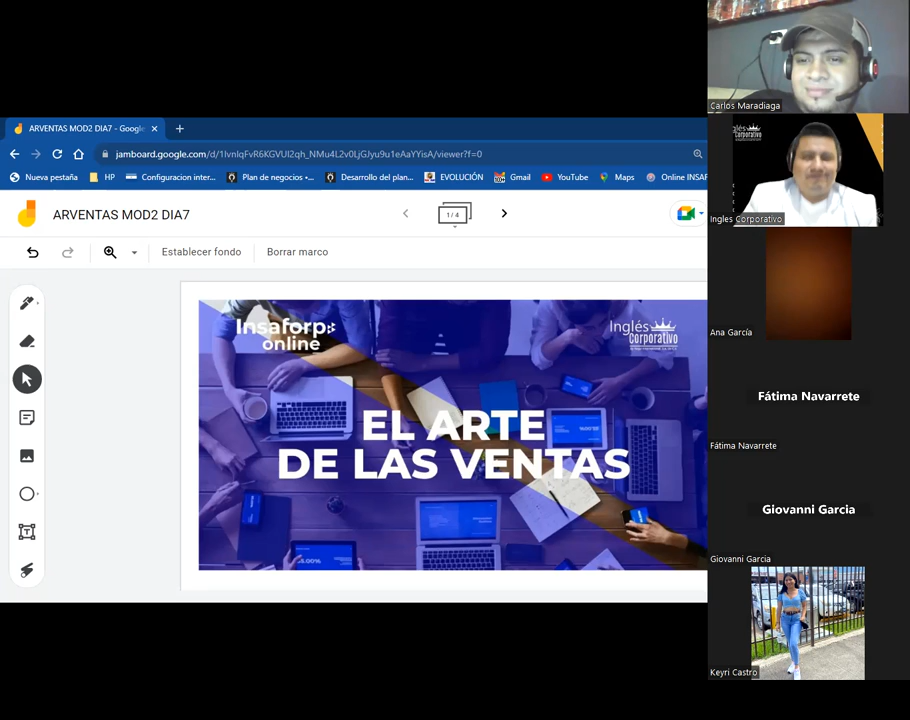 ARVENTAS MOD2 DIA7 - Google
jamboard.google.com/d/1IvnlqFvR6KGVUI2qh_NMu4L2v0LjGJyu9u1eAaYYisA/viewer?f=0
Nueva pestaña
HP
Configuracion inter...
Plan de negocios •...
Desarrollo del plan...
EVOLUCIÓN
Gmail
YouTube
Maps
Online INSAF
ARVENTAS MOD2 DIA7
1/4
Establecer fondo
Borrar marco
Insaforp
online
Inglés
Corporativo
EL ARTE
DE LAS VENTAS
Carlos Maradiaga
Inglés
Corporativo
Ingles Corporativo
Ana García
Fátima Navarrete
Fátima Navarrete
Giovanni Garcia
Giovanni Garcia
Keyri Castro